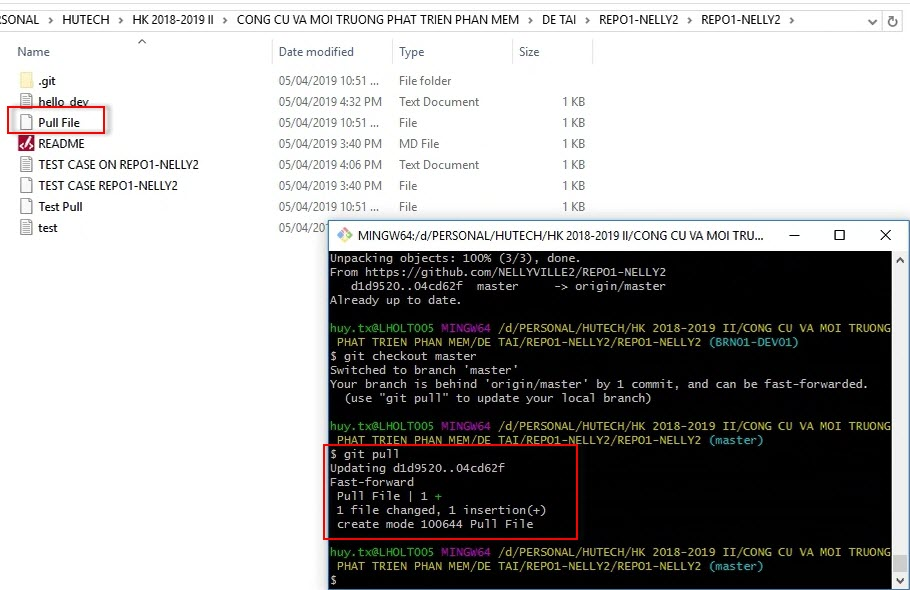 SONAL > HUTECH > HK 2018-2019 II > CONG CU VA MOI TRUONG PHAT TRIEN PHAN MEM > DE TAI > REPO1-NELLY2 > REPO1-NELLY2 >
Name Date modified Type Size
.git 05/04/2019 10:51 ... File folder
hello_dev 05/04/2019 4:32 PM Text Document 1 KB
Pull File 05/04/2019 10:51 ... File 1 KB
README 05/04/2019 3:40 PM MD File 1 KB
TEST CASE ON REPO1-NELLY2 05/04/2019 4:06 PM Text Document 1 KB
TEST CASE REPO1-NELLY2 05/04/2019 3:40 PM File 1 KB
Test Pull 05/04/2019 10:51 ... File 1 KB
test 05/04/20
MINGW64:/d/PERSONAL/HUTECH/HK 2018-2019 II/CONG CU VA MOI TRU...
Unpacking objects: 100% (3/3), done.
From https://github.com/NELLYVILLE2/REPO1-NELLY2
d1d9520..04cd62f master -> origin/master
Already up to date.
huy.tx@LHOLT005 MINGW64 /d/PERSONAL/HUTECH/HK 2018-2019 II/CONG CU VA MOI TRUONG
PHAT TRIEN PHAN MEM/DE TAI/REPO1-NELLY2/REPO1-NELLY2 (BRN01-DEV01)
$ git checkout master
Switched to branch 'master'
Your branch is behind 'origin/master' by 1 commit, and can be fast-forwarded.
(use "git pull" to update your local branch)
huy.tx@LHOLT005 MINGW64 /d/PERSONAL/HUTECH/HK 2018-2019 II/CONG CU VA MOI TRUONG
PHAT TRIEN PHAN MEM/DE TAI/REPO1-NELLY2/REPO1-NELLY2 (master)
$ git pull
Updating d1d9520..04cd62f
Fast-forward
Pull File | 1 +
1 file changed, 1 insertion(+)
create mode 100644 Pull File
huy.tx@LHOLT005 MINGW64 /d/PERSONAL/HUTECH/HK 2018-2019 II/CONG CU VA MOI TRUONG
PHAT TRIEN PHAN MEM/DE TAI/REPO1-NELLY2/REPO1-NELLY2 (master)
$